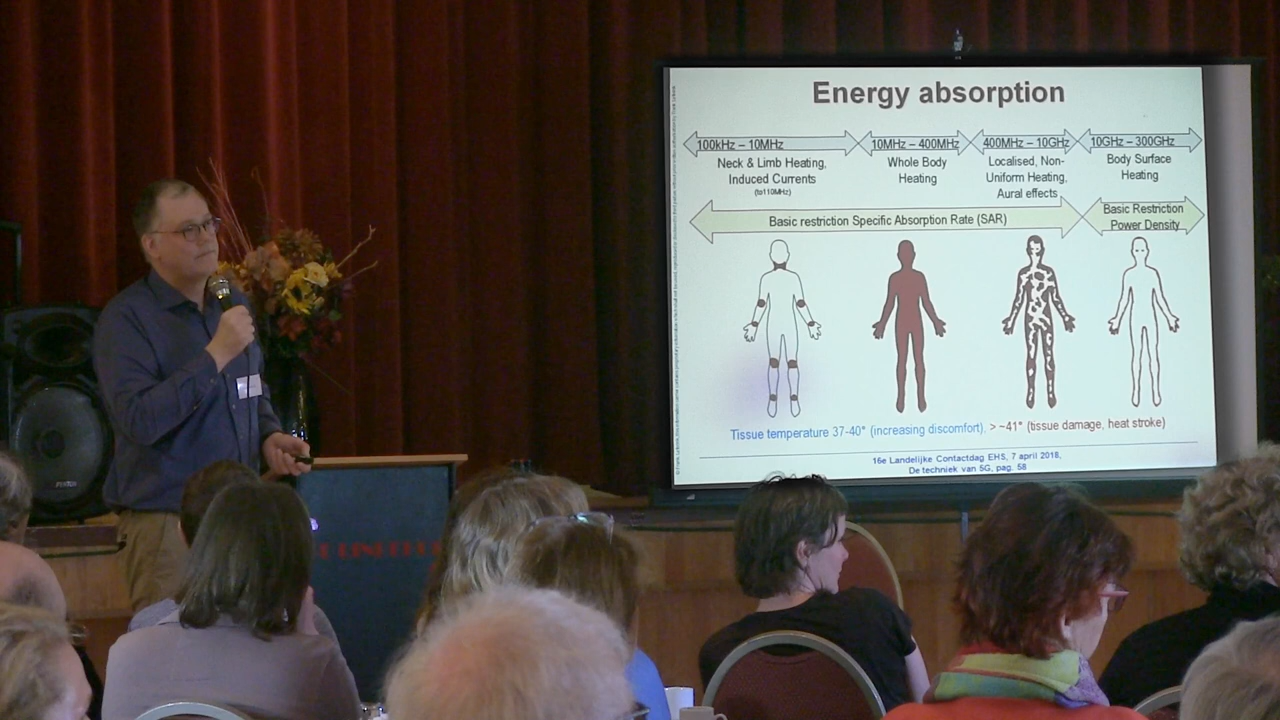 Energy absorption
100kHz – 10MHz
10MHz – 400MHz
400MHz – 10GHz
10GHz – 300GHz
Neck & Limb Heating,
Induced Currents
(to110MHz)
Whole Body
Heating
Localised, Non-
Uniform Heating,
Aural effects
Body Surface
Heating
Basic restriction Specific Absorption Rate (SAR)
Basic Restriction
Power Density
Tissue temperature 37-40° (increasing discomfort), > ~41° (tissue damage, heat stroke)
16e Landelijke Contactdag EHS, 7 april 2018,
De techniek van 5G, pag. 58